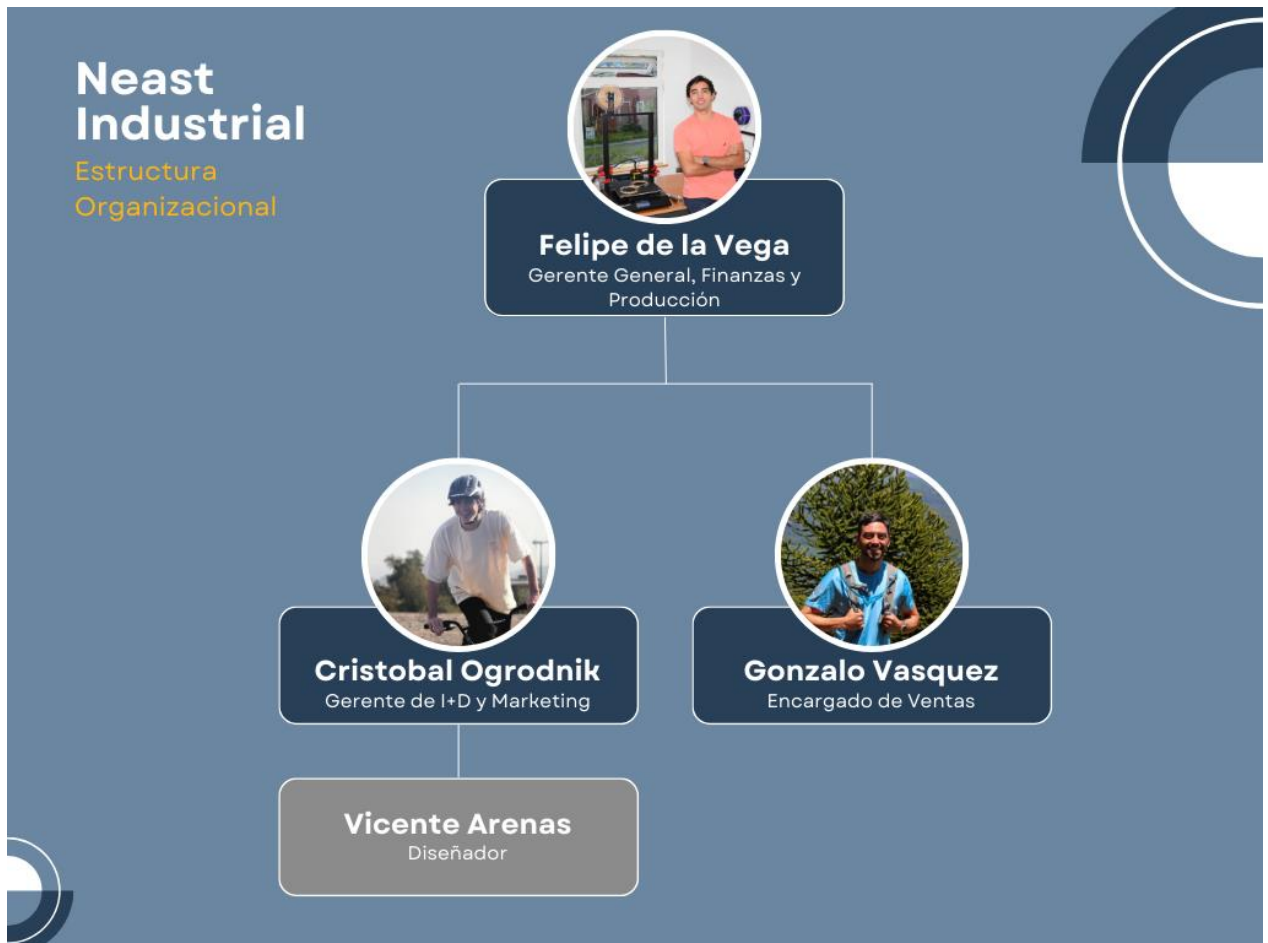 Neast
Industrial
Estructura
Organizacional
Felipe de la Vega
Gerente General, Finanzas y
Producción
Cristobal Ogrodnik
Gerente de I+D y Marketing
Gonzalo Vasquez
Encargado de Ventas
Vicente Arenas
Diseñador